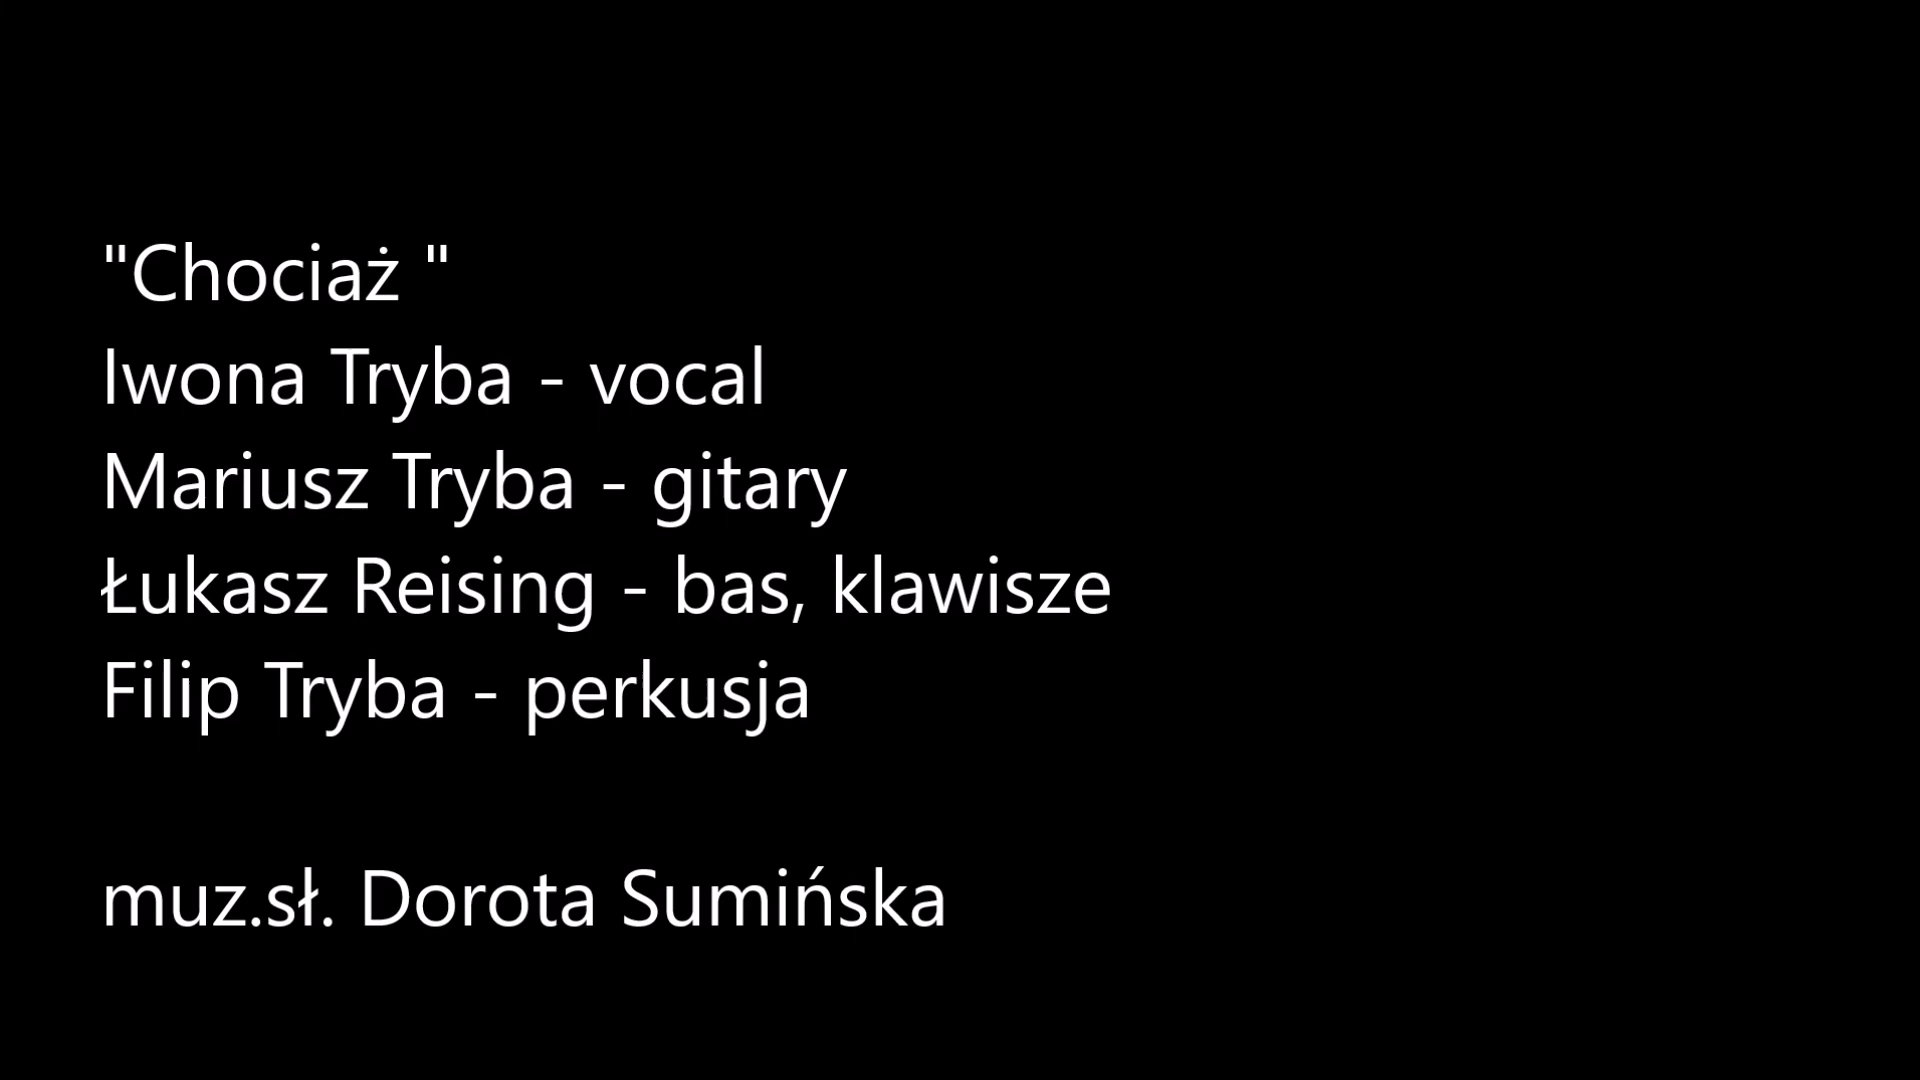 "Chociaż "
Iwona Tryba - vocal
Mariusz Tryba - gitary
Łukasz Reising - bas, klawisze
Filip Tryba - perkusja
muz.sł. Dorota Sumińska